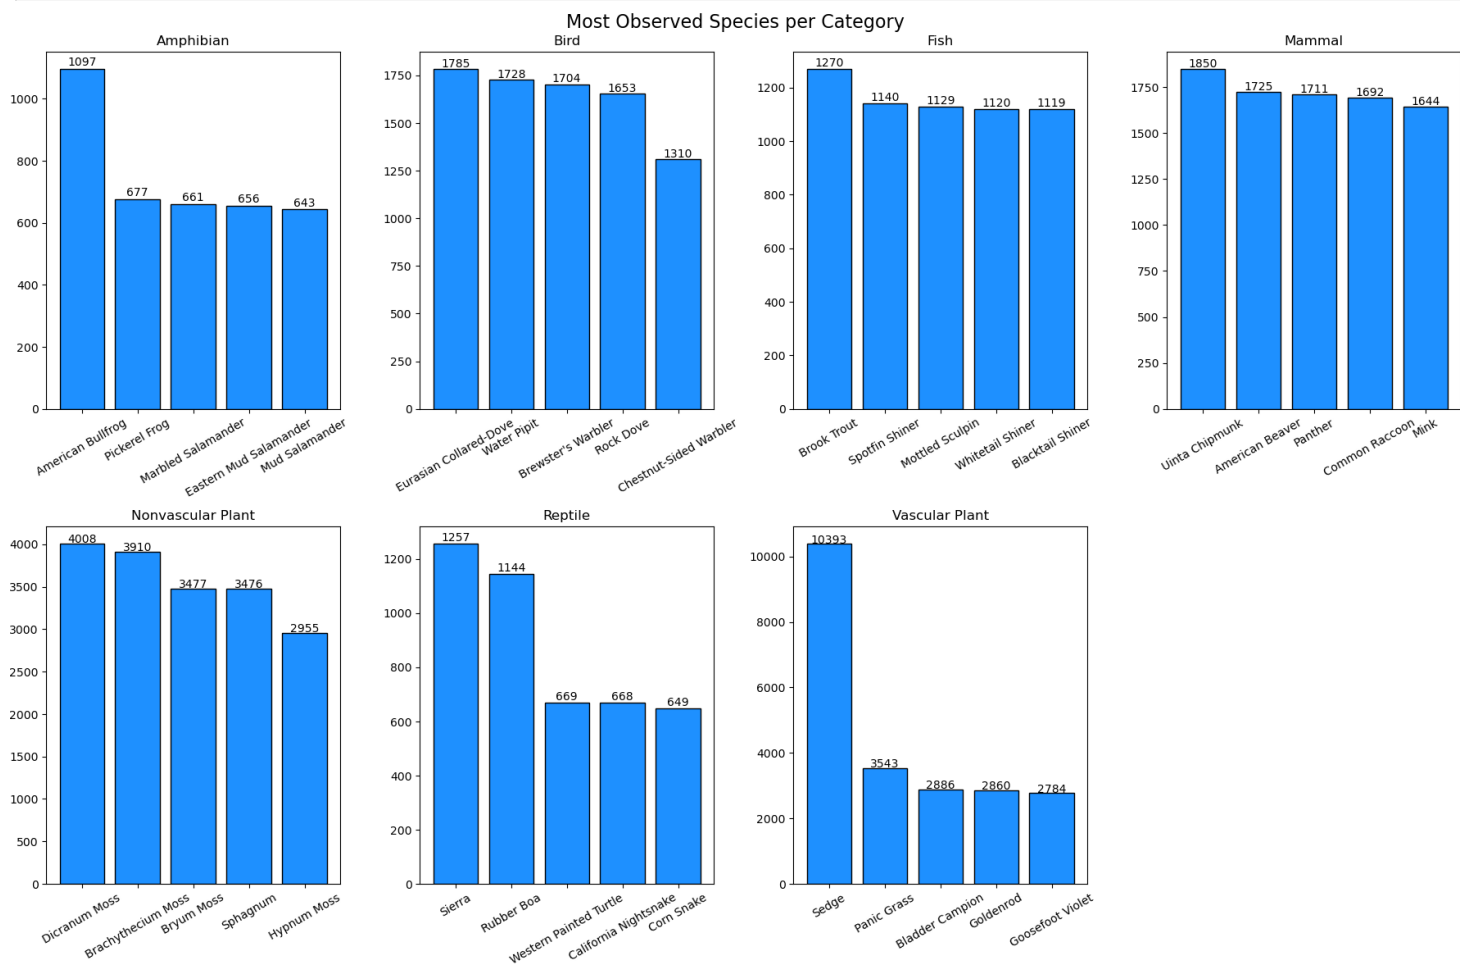 Most Observed Species per Category
Amphibian
1097
677
661
656
643
1000
800
600
400
200
0
American Bullfrog
Pickerel Frog
Marbled Salamander
Eastern Mud Salamander
Mud Salamander
Bird
1785
1728
1704
1653
1310
1750
1500
1250
1000
750
500
250
0
Eurasian Collared-Dove
Water Pipit
Brewster's Warbler
Rock Dove
Chestnut-Sided Warbler
Fish
1270
1140
1129
1120
1119
1200
1000
800
600
400
200
0
Brook Trout
Spotfin Shiner
Mottled Sculpin
Whitetail Shiner
Blacktail Shiner
Mammal
1850
1725
1711
1692
1644
1750
1500
1250
1000
750
500
250
0
Uinta Chipmunk
American Beaver
Panther
Common Raccoon
Mink
Nonvascular Plant
4008
3910
3477
3476
2955
4000
3500
3000
2500
2000
1500
1000
500
0
Dicranum Moss
Brachythecium Moss
Bryum Moss
Sphagnum
Hypnum Moss
Reptile
1257
1144
669
668
649
1200
1000
800
600
400
200
0
Sierra
Rubber Boa
Western Painted Turtle
California Nightsnake
Corn Snake
Vascular Plant
10393
3543
2886
2860
2784
10000
8000
6000
4000
2000
0
Sedge
Panic Grass
Bladder Campion
Goldenrod
Goosefoot Violet